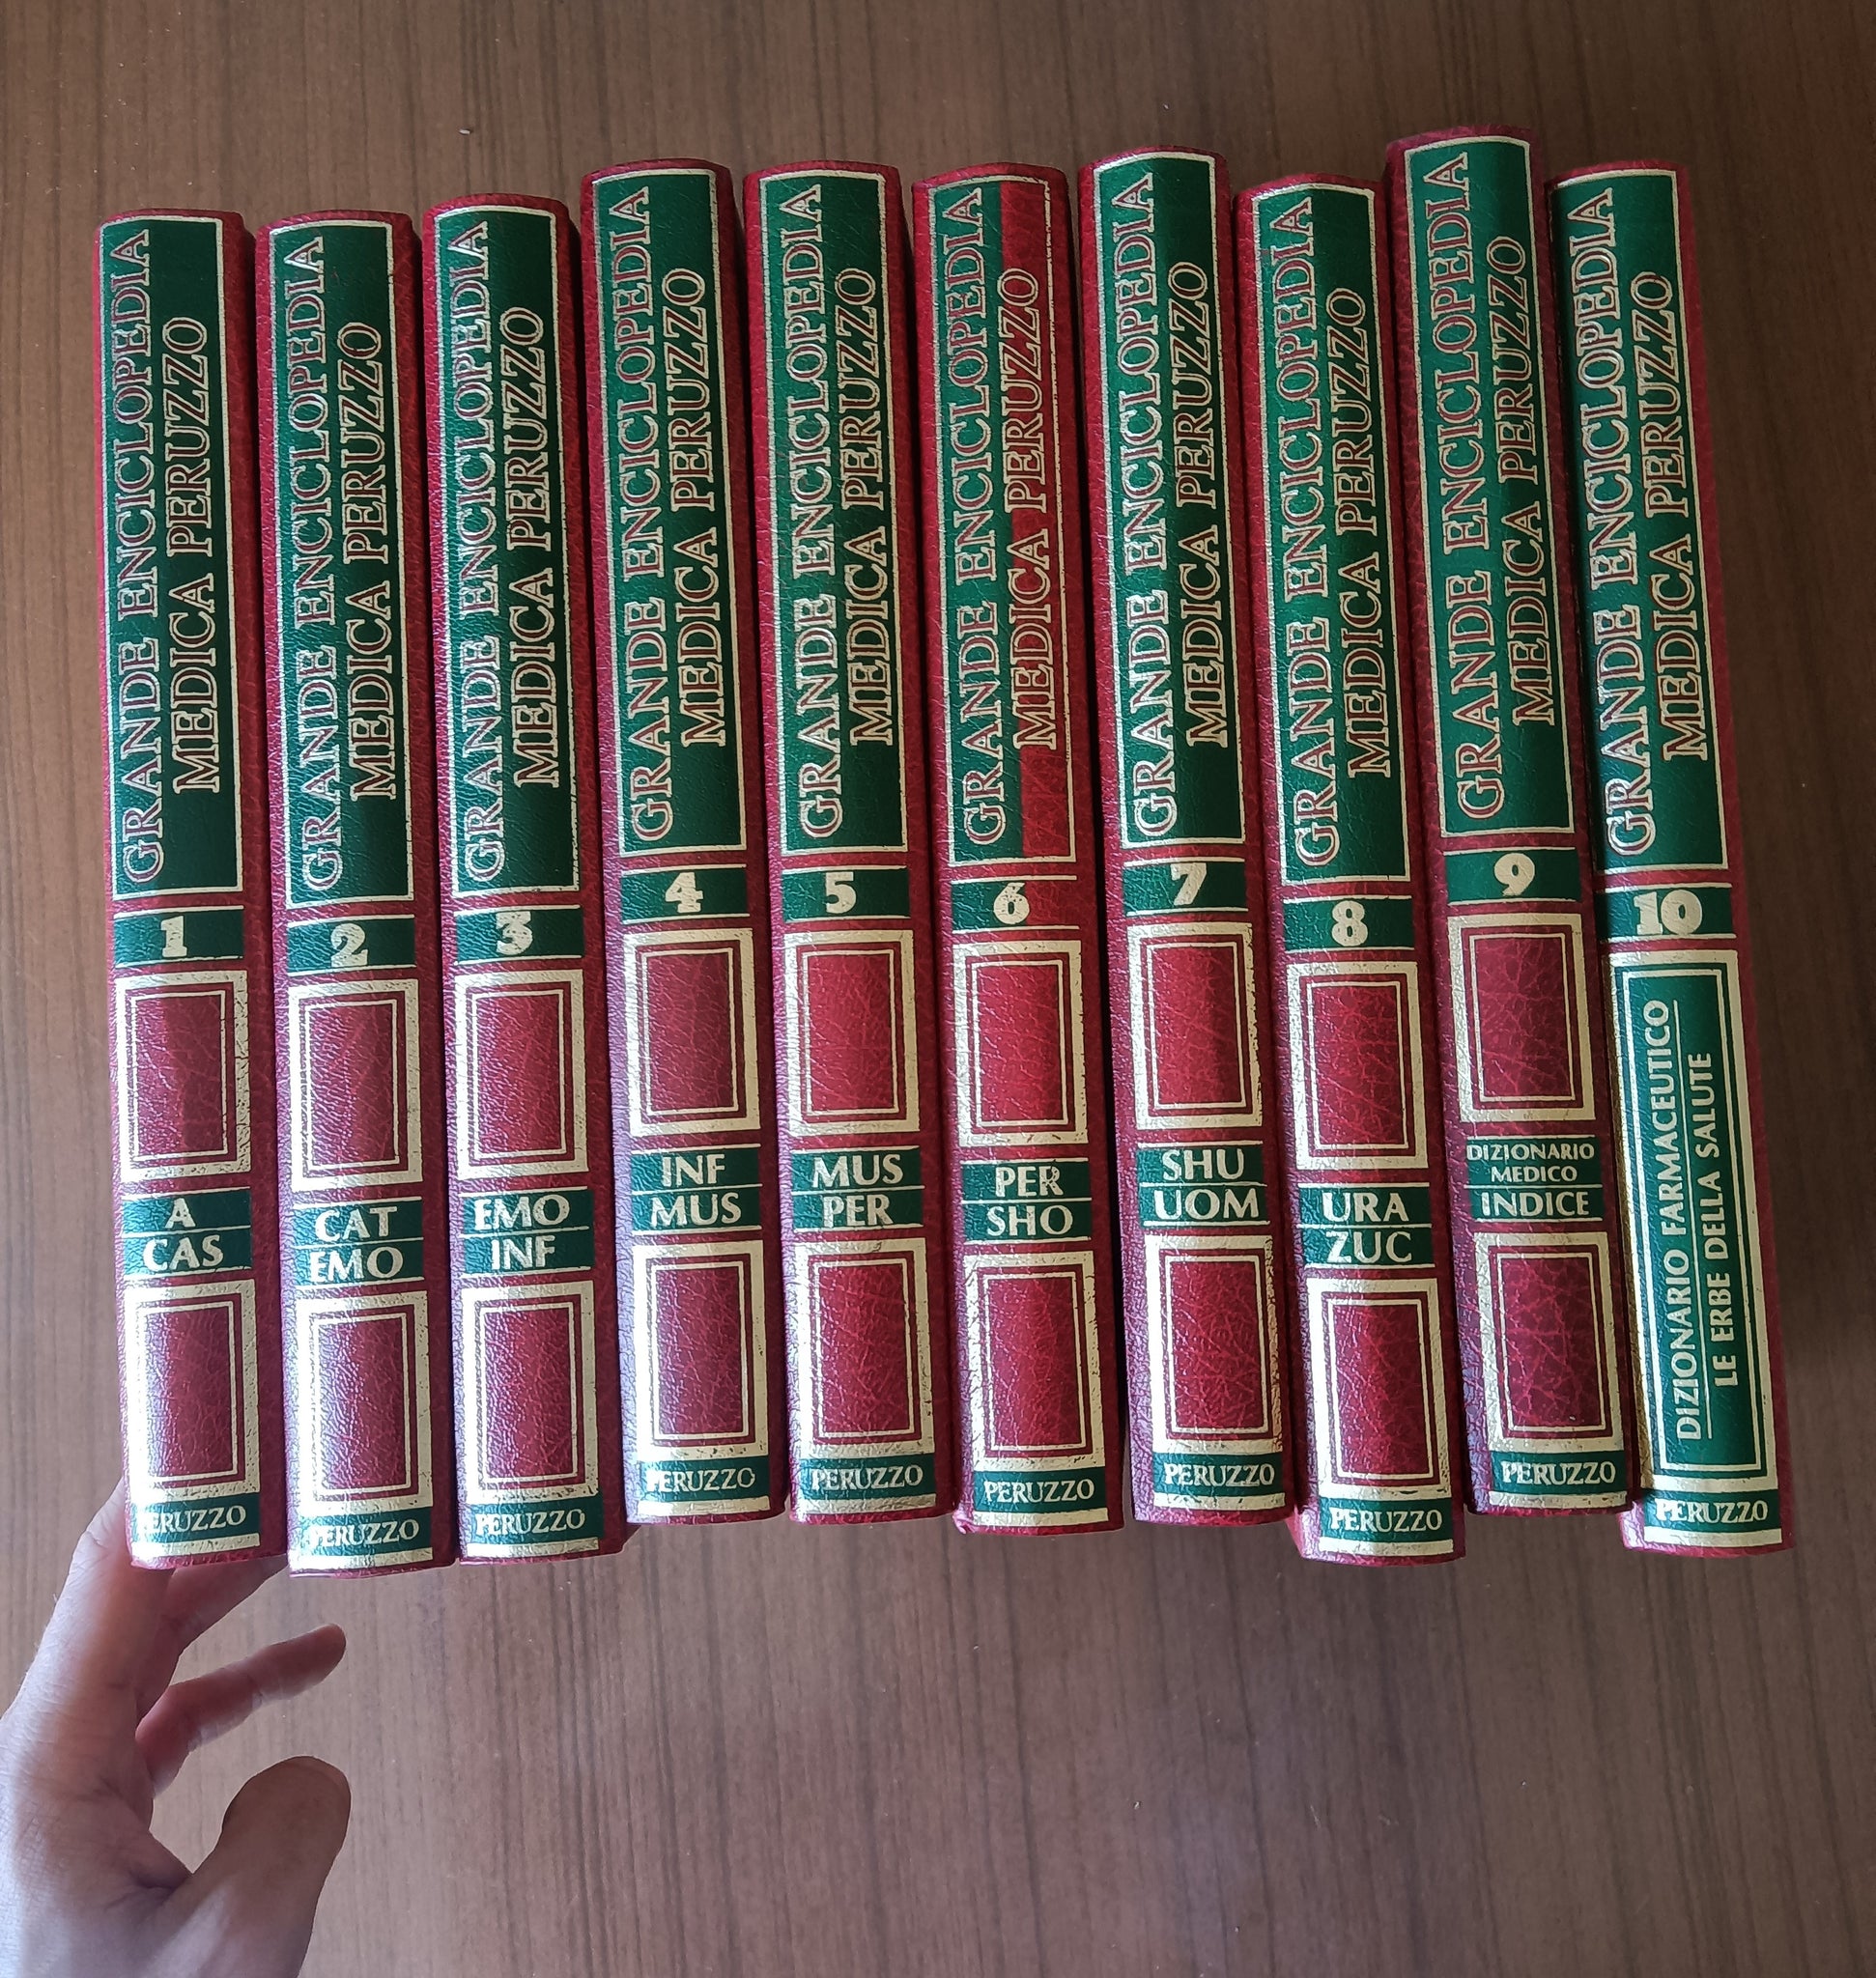 GRANDE ENCICLOPEDIA
MEDICA PERUZZO
1
A
CAS
PERUZZO
GRANDE ENCICLOPEDIA
MEDICA PERUZZO
2
CAT
EMO
PERUZZO
GRANDE ENCICLOPEDIA
MEDICA PERUZZO
3
EMO
INF
PERUZZO
GRANDE ENCICLOPEDIA
MEDICA PERUZZO
4
INF
MUS
PERUZZO
GRANDE ENCICLOPEDIA
MEDICA PERUZZO
5
MUS
PER
PERUZZO
GRANDE ENCICLOPEDIA
MEDICA PERUZZO
6
PER
SHO
PERUZZO
GRANDE ENCICLOPEDIA
MEDICA PERUZZO
7
SHU
UOM
PERUZZO
GRANDE ENCICLOPEDIA
MEDICA PERUZZO
8
URA
ZUC
PERUZZO
GRANDE ENCICLOPEDIA
MEDICA PERUZZO
9
DIZIONARIO
MEDICO
INDICE
PERUZZO
GRANDE ENCICLOPEDIA
MEDICA PERUZZO
10
DIZIONARIO FARMACEUTICO
LE ERBE DELLA SALUTE
PERUZZO